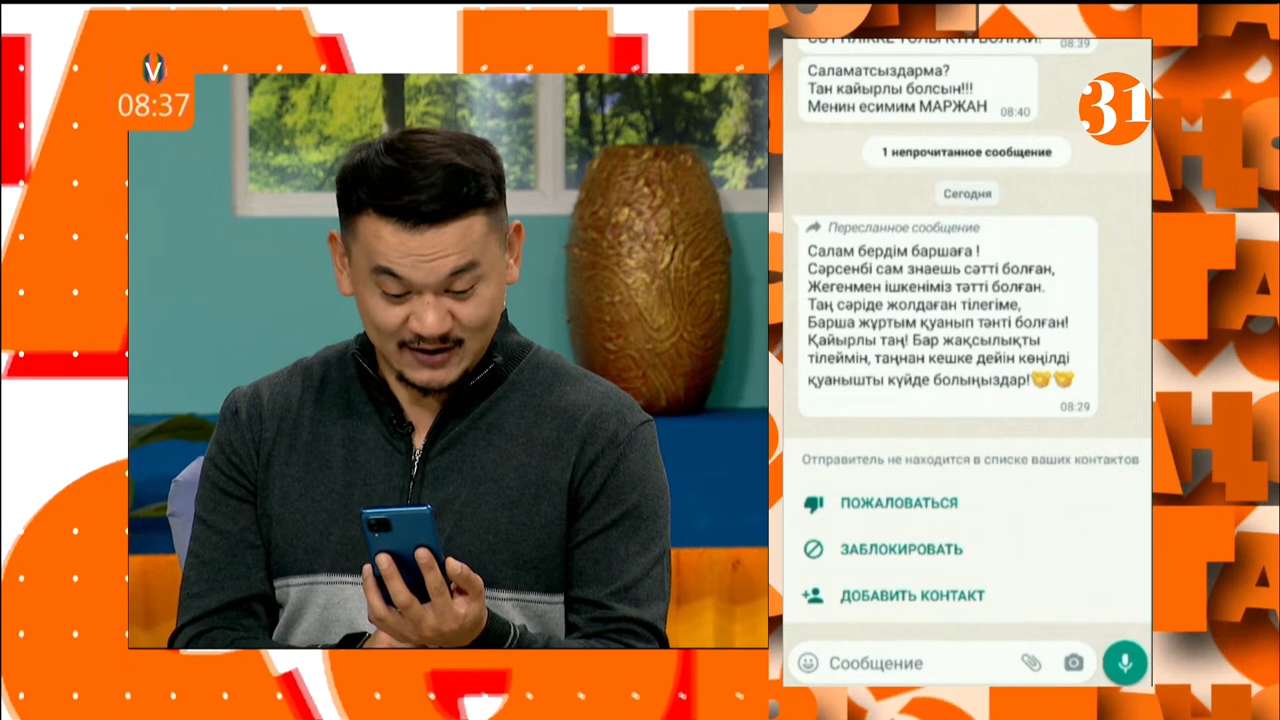 08:37
31
08:39
Саламатсыздарма?
Тан кайырлы болсын!!!
Менин есимим МАРЖАН
08:40
1 непрочитанное сообщение
Сегодня
Пересланное сообщение
Салам бердім баршаға !
Сәрсенбі сам знаешь сәтті болған,
Жегенмен ішкеніміз тәтті болған.
Таң сәріде жолдаған тілегіме,
Барша жұртым қуанып тәнті болған!
Қайырлы таң! Бар жақсылықты
тілеймін, таңнан кешке дейін көңілді
қуанышты күйде болыңыздар!
08:29
Отправитель не находится в списке ваших контактов
ПОЖАЛОВАТЬСЯ
ЗАБЛОКИРОВАТЬ
ДОБАВИТЬ КОНТАКТ
Сообщение